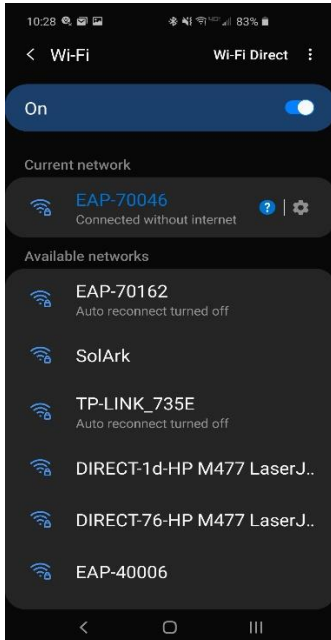 10:28 83%
Wi-Fi Wi-Fi Direct
On
Current network
EAP-70046
Connected without internet
?
Available networks
EAP-70162
Auto reconnect turned off
SolArk
TP-LINK_735E
Auto reconnect turned off
DIRECT-1d-HP M477 LaserJ..
DIRECT-76-HP M477 LaserJ..
EAP-40006